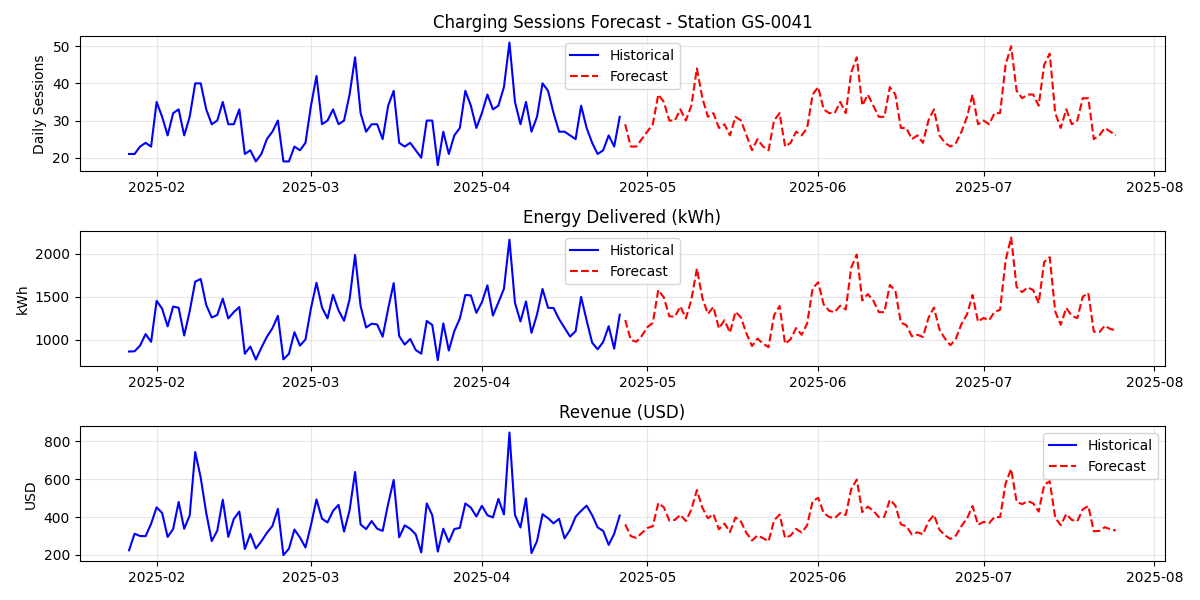 Charging Sessions Forecast - Station GS-0041
Daily Sessions
50
40
30
20
Historical
Forecast
2025-02 2025-03 2025-04 2025-05 2025-06 2025-07 2025-08
Energy Delivered (kWh)
kWh
2000
1500
1000
Historical
Forecast
2025-02 2025-03 2025-04 2025-05 2025-06 2025-07 2025-08
Revenue (USD)
USD
800
600
400
200
Historical
Forecast
2025-02 2025-03 2025-04 2025-05 2025-06 2025-07 2025-08